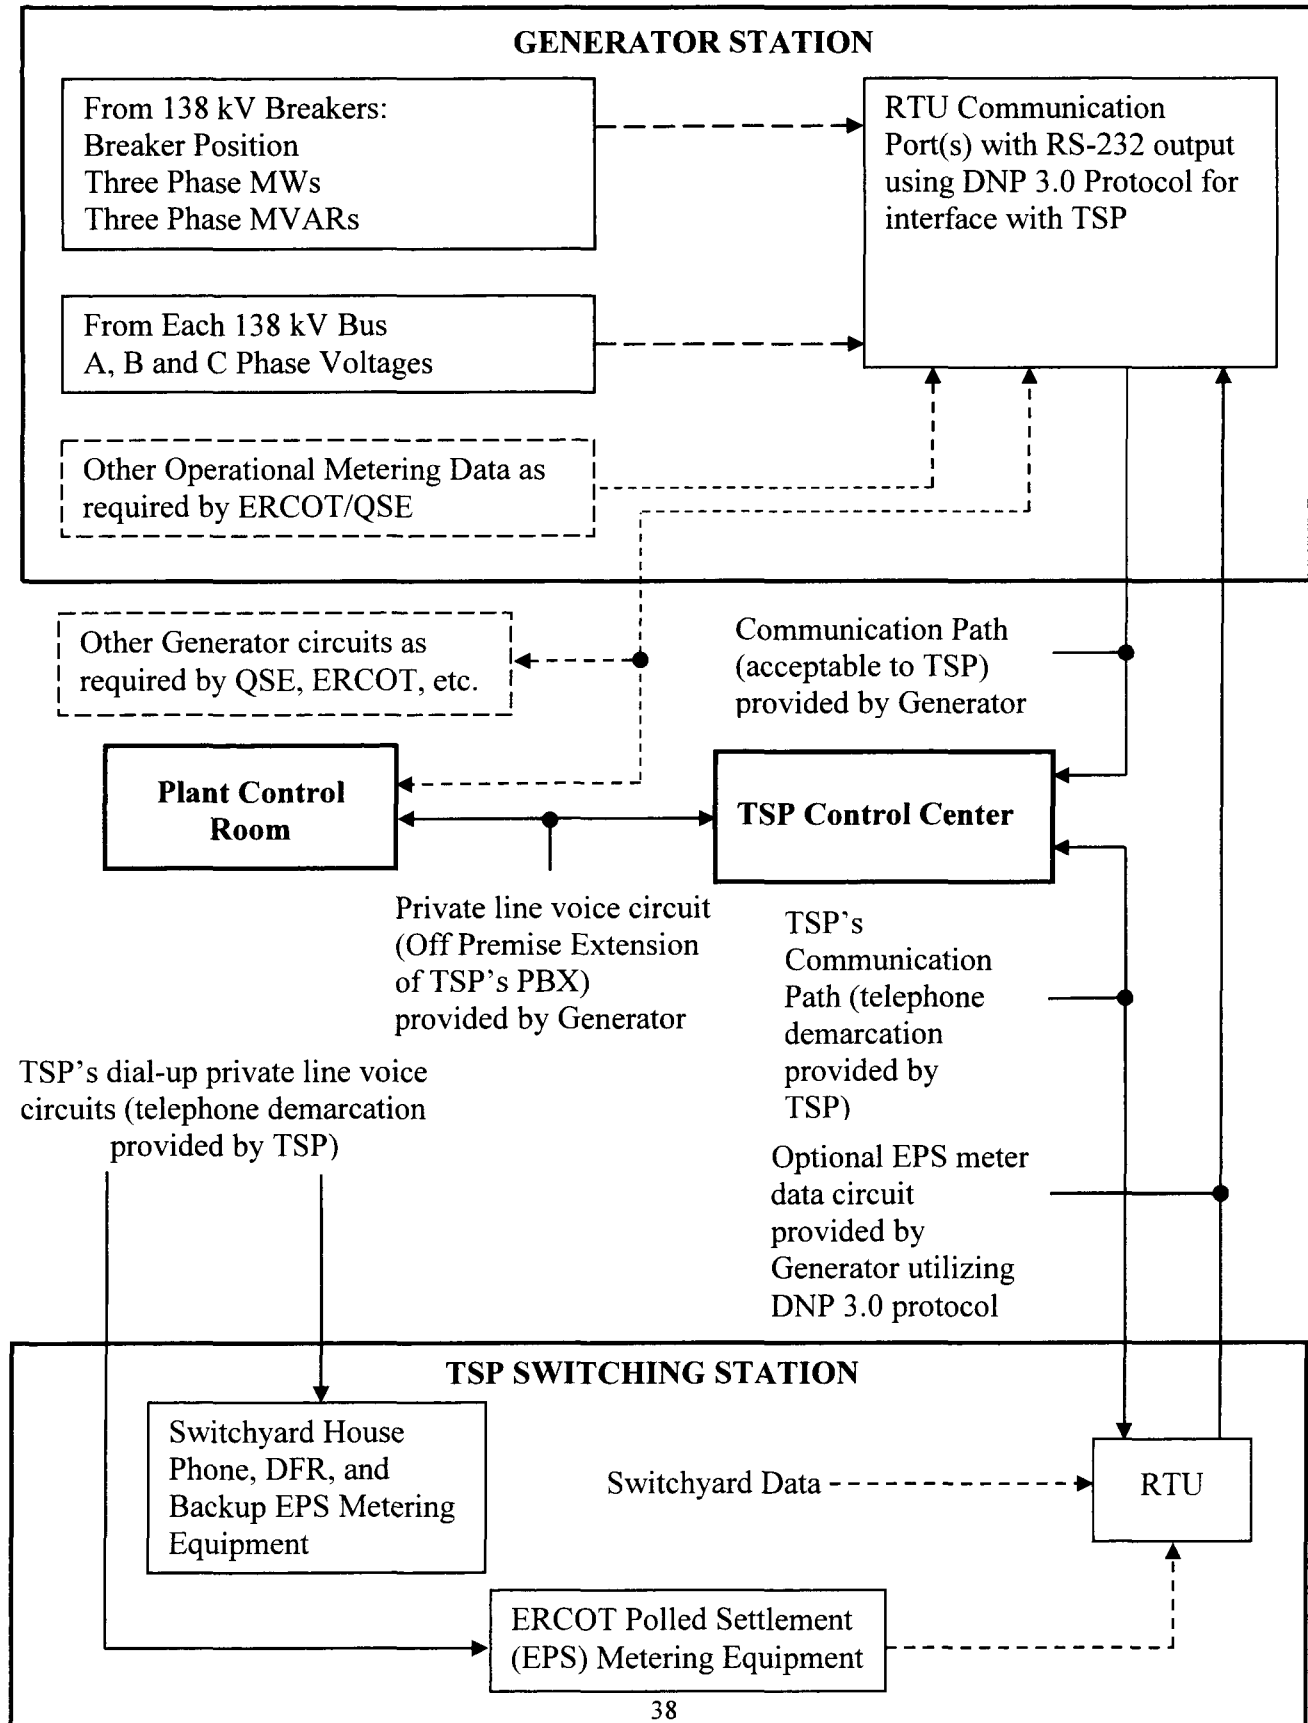 GENERATOR STATION
From 138 kV Breakers:
Breaker Position
Three Phase MWs
Three Phase MVARs
RTU Communication
Port(s) with RS-232 output
using DNP 3.0 Protocol for
interface with TSP
From Each 138 kV Bus
A, B and C Phase Voltages
Other Operational Metering Data as
required by ERCOT/QSE
Other Generator circuits as
required by QSE, ERCOT, etc.
Communication Path
(acceptable to TSP)
provided by Generator
Plant Control
Room
TSP Control Center
Private line voice circuit
(Off Premise Extension
of TSP's PBX)
provided by Generator
TSP's
Communication
Path (telephone
demarcation
provided by
TSP)
TSP's dial-up private line voice
circuits (telephone demarcation
provided by TSP)
Optional EPS meter
data circuit
provided by
Generator utilizing
DNP 3.0 protocol
TSP SWITCHING STATION
Switchyard House
Phone, DFR, and
Backup EPS Metering
Equipment
Switchyard Data
RTU
ERCOT Polled Settlement
(EPS) Metering Equipment
38